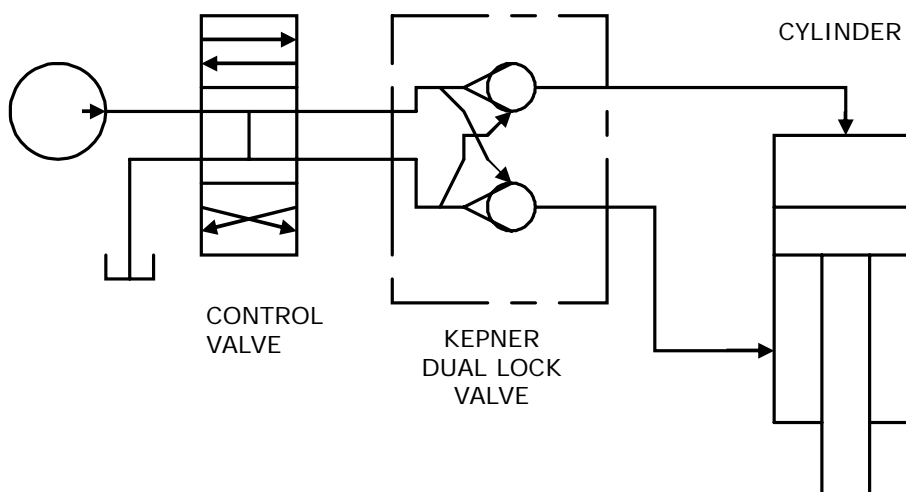 CYLINDER
CONTROL
VALVE
KEPNER
DUAL LOCK
VALVE